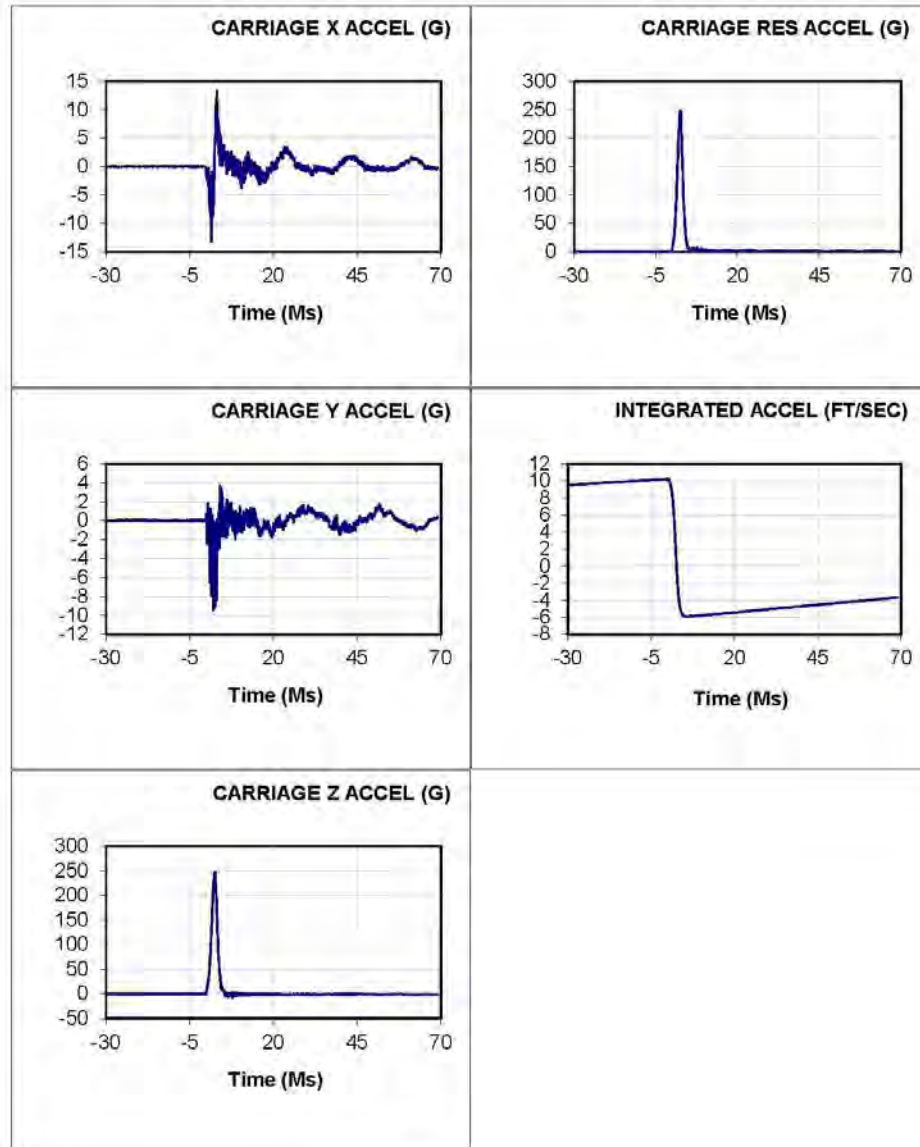 CARRIAGE X ACCEL (G)
15
10
5
0
-5
-10
-15
-30 -5 20 45 70
Time (Ms)
CARRIAGE RES ACCEL (G)
300
250
200
150
100
50
0
-30 -5 20 45 70
Time (Ms)
CARRIAGE Y ACCEL (G)
6
4
2
0
-2
-4
-6
-8
-10
-12
-30 -5 20 45 70
Time (Ms)
INTEGRATED ACCEL (FT/SEC)
12
10
8
6
4
2
0
-2
-4
-6
-8
-30 -5 20 45 70
Time (Ms)
CARRIAGE Z ACCEL (G)
300
250
200
150
100
50
0
-50
-30 -5 20 45 70
Time (Ms)